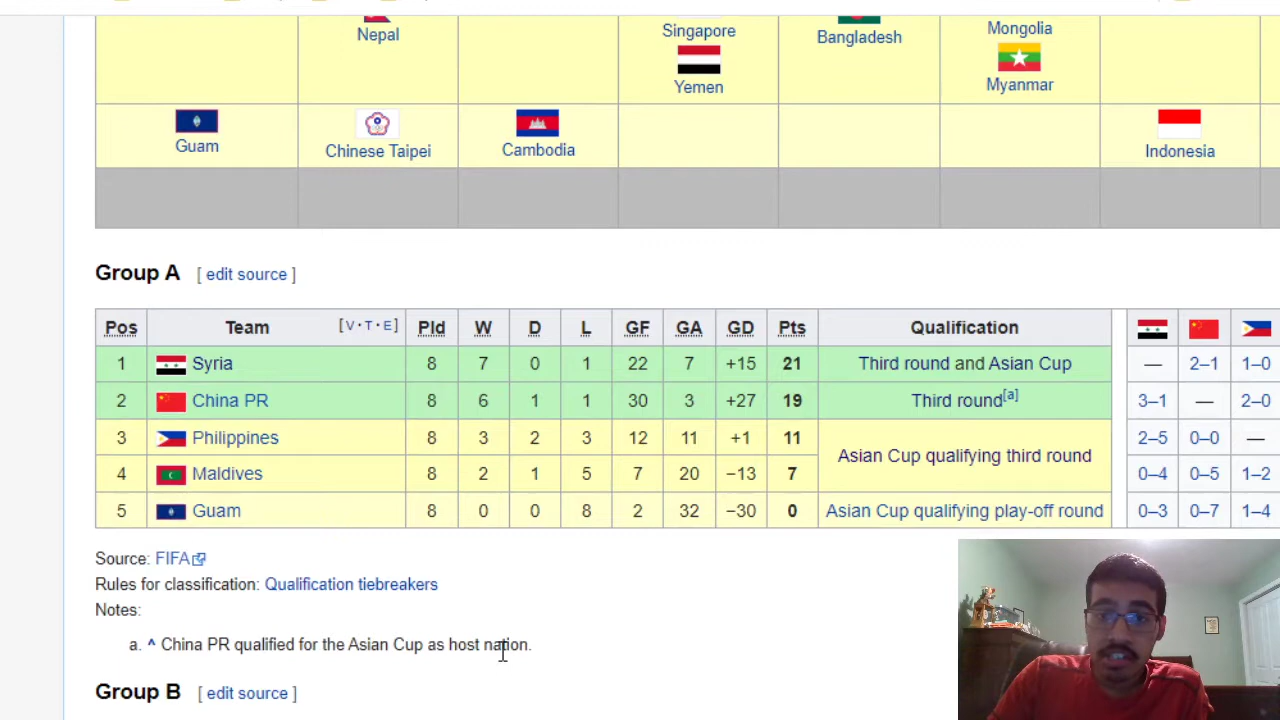 Nepal
Singapore
Bangladesh
Mongolia
Yemen
Myanmar
Guam
Chinese Taipei
Cambodia
Indonesia
Group A [ edit source ]
Pos Team [V·T·E] Pld W D L GF GA GD Pts Qualification
1 Syria 8 7 0 1 22 7 +15 21 Third round and Asian Cup — 2–1 1–0
2 China PR 8 6 1 1 30 3 +27 19 Third round[a] 3–1 — 2–0
3 Philippines 8 3 2 3 12 11 +1 11 Asian Cup qualifying third round 2–5 0–0 —
4 Maldives 8 2 1 5 7 20 −13 7 0–4 0–5 1–2
5 Guam 8 0 0 8 2 32 −30 0 Asian Cup qualifying play-off round 0–3 0–7 1–4
Source: FIFA
Rules for classification: Qualification tiebreakers
Notes:
a. ^ China PR qualified for the Asian Cup as host nation.
Group B [ edit source ]